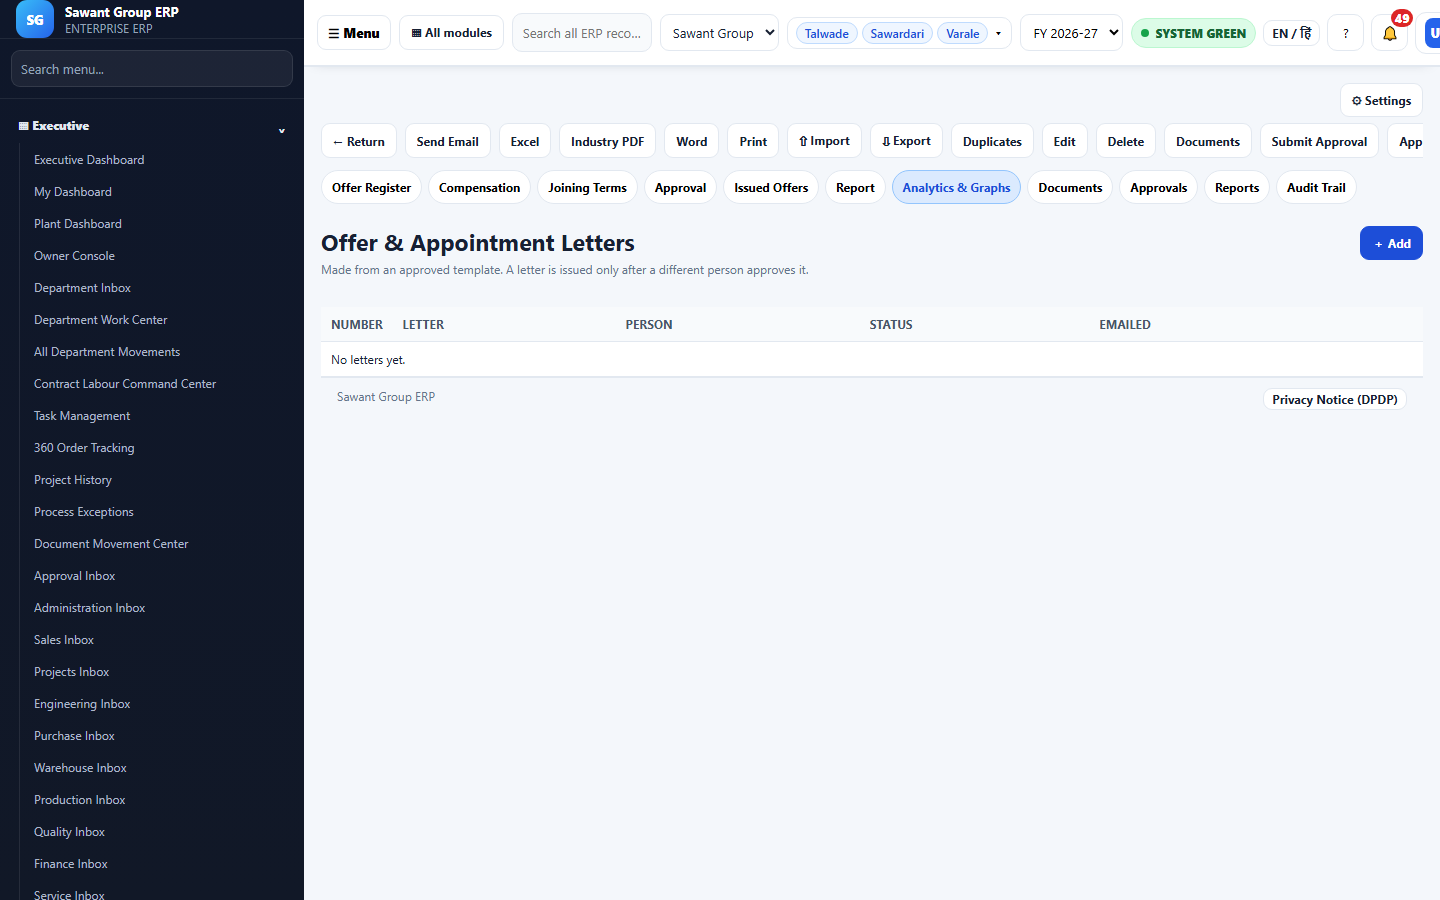 SG
Sawant Group ERP
ENTERPRISE ERP
Search menu...
Executive
Executive Dashboard
My Dashboard
Plant Dashboard
Owner Console
Department Inbox
Department Work Center
All Department Movements
Contract Labour Command Center
Task Management
360 Order Tracking
Project History
Process Exceptions
Document Movement Center
Approval Inbox
Administration Inbox
Sales Inbox
Projects Inbox
Engineering Inbox
Purchase Inbox
Warehouse Inbox
Production Inbox
Quality Inbox
Finance Inbox
Service Inbox
☰ Menu All modules Search all ERP reco... Sawant Group Talwade Sawardari Varale FY 2026-27 SYSTEM GREEN EN / हिं ? 49 U
⚙ Settings
← Return Send Email Excel Industry PDF Word Print ⇧ Import ⇩ Export Duplicates Edit Delete Documents Submit Approval App
Offer Register Compensation Joining Terms Approval Issued Offers Report Analytics & Graphs Documents Approvals Reports Audit Trail
Offer & Appointment Letters
+ Add
Made from an approved template. A letter is issued only after a different person approves it.
NUMBER LETTER PERSON STATUS EMAILED
No letters yet.
Sawant Group ERP
Privacy Notice (DPDP)